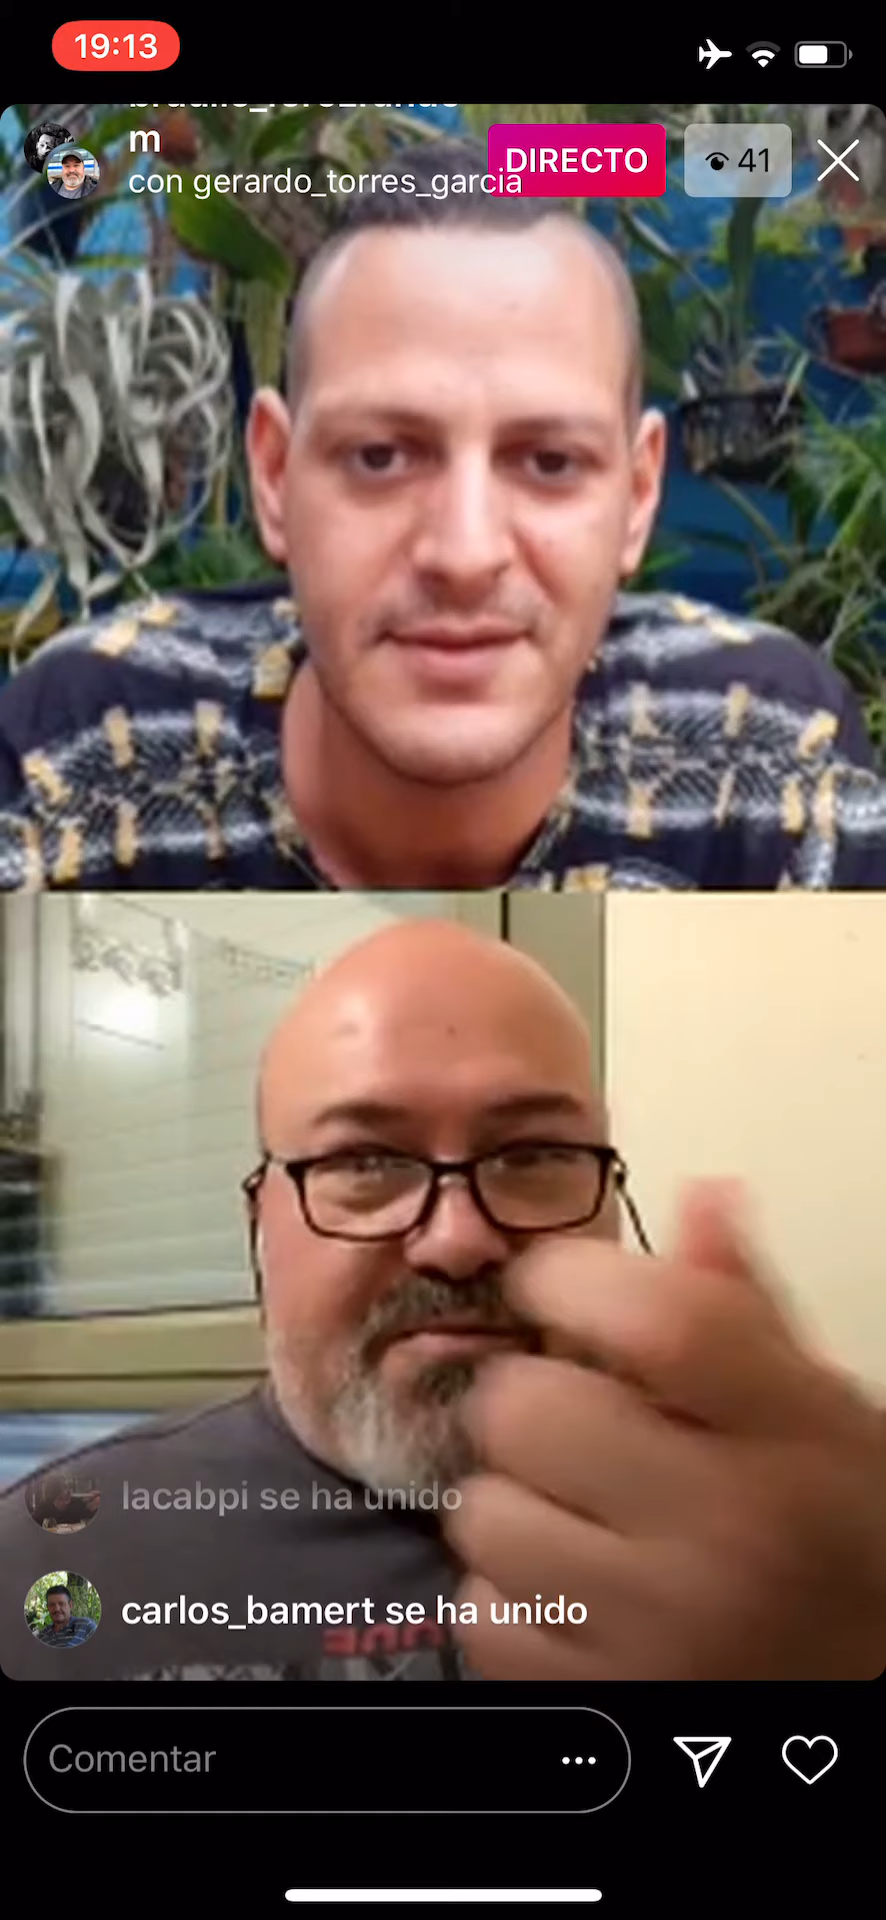 19:13
m
con gerardo_torres_garcia
DIRECTO
41
lacabpi se ha unido
carlos_bamert se ha unido
Comentar